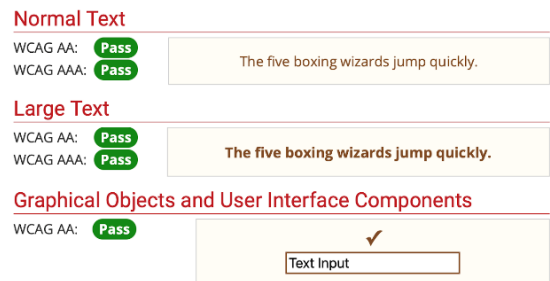 Normal Text
WCAG AA: Pass
WCAG AAA: Pass
The five boxing wizards jump quickly.
Large Text
WCAG AA: Pass
WCAG AAA: Pass
The five boxing wizards jump quickly.
Graphical Objects and User Interface Components
WCAG AA: Pass
✓
Text Input